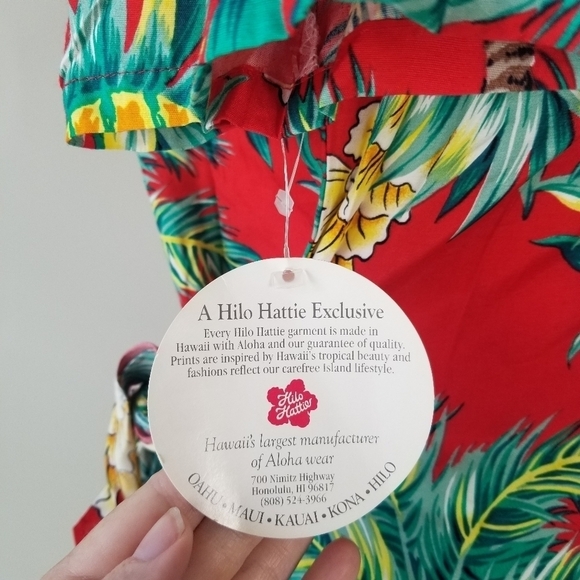 A Hilo Hattie Exclusive
Every Hilo Hattie garment is made in
Hawaii with Aloha and our guarantee of quality.
Prints are inspired by Hawaii's tropical beauty and
fashions reflect our carefree Island lifestyle.
Hilo
Hattie
Hawaii's largest manufacturer
of Aloha wear
700 Nimitz Highway
Honolulu, HI 96817
(808) 524-3966
OAHU • MAUI • KAUAI • KONA • HILO